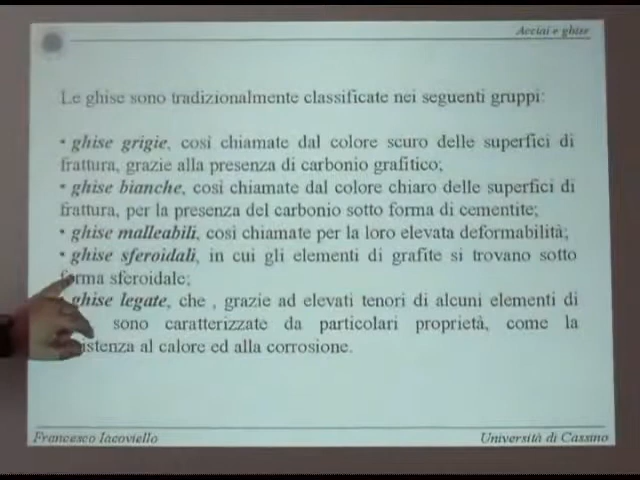 Acciai e ghise
Le ghise sono tradizionalmente classificate nei seguenti gruppi:
• ghise grigie, così chiamate dal colore scuro delle superfici di
frattura, grazie alla presenza di carbonio grafitico;
• ghise bianche, così chiamate dal colore chiaro delle superfici di
frattura, per la presenza del carbonio sotto forma di cementite;
• ghise malleabili, così chiamate per la loro elevata deformabilità;
• ghise sferoidali, in cui gli elementi di grafite si trovano sotto
forma sferoidale;
ghise legate, che , grazie ad elevati tenori di alcuni elementi di
sono caratterizzate da particolari proprietà, come la
istenza al calore ed alla corrosione.
Francesco Iacoviello
Università di Cassino